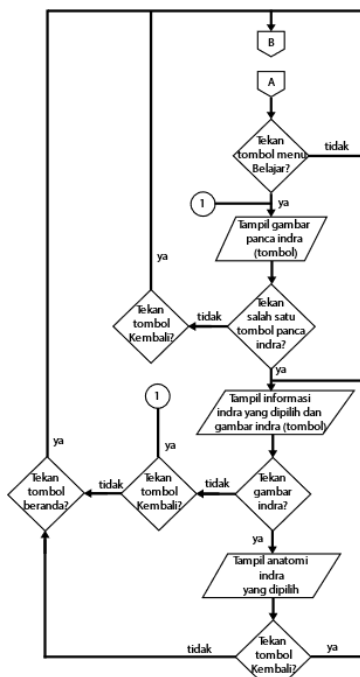 B
A
Tekan
tombol menu
Belajar?
tidak
ya
1
Tampil gambar
panca indra
(tombol)
ya
Tekan
tombol
Kembali?
tidak
Tekan
salah satu
tombol panca
indra?
ya
Tampil informasi
indra yang dipilih dan
gambar indra (tombol)
1
ya
ya
Tekan
tombol
beranda?
tidak
Tekan
tombol
Kembali?
tidak
Tekan
gambar
indra?
ya
Tampil anatomi
indra
yang dipilih
tidak
Tekan
tombol
Kembali?
ya